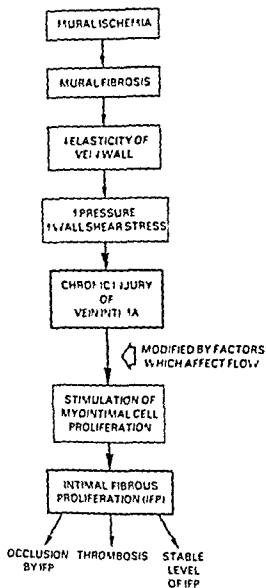 MURAL ISCHEMIA
MURAL FIBROSIS
ELASTICITY OF
VEIN WALL
PRESSURE
WALL SHEAR STRESS
CHRONIC INJURY
OF
VEIN INTIMA
MODIFIED BY FACTORS
WHICH AFFECT FLOW
STIMULATION OF
MYOINTIMAL CELL
PROLIFERATION
INTIMAL FIBROUS
PROLIFERATION (IFP)
OCCLUSION THROMBOSIS STABLE
BY IFP LEVEL
OF IFP